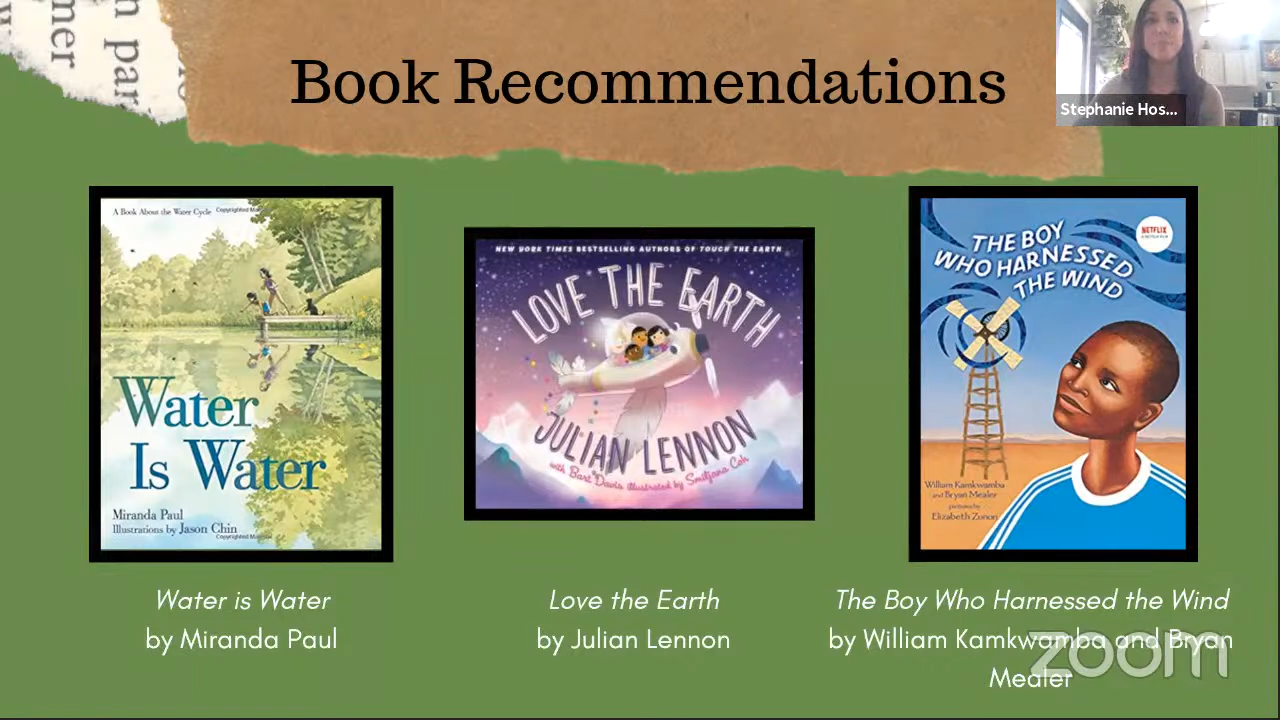 mer
n par
Book Recommendations
Stephanie Hos...
A Book About the Water Cycle
Water
Is Water
Miranda Paul
Illustrations by Jason Chin
NEW YORK TIMES BESTSELLING AUTHORS OF TOUCH THE EARTH
LOVE THE EARTH
JULIAN LENNON
with Bart Davis illustrated by Smiljana Coh
NETFLIX
THE BOY
WHO HARNESSED
THE WIND
William Kamkwamba
and Bryan Mealer
pictures by
Elizabeth Zunon
Water is Water
by Miranda Paul
Love the Earth
by Julian Lennon
The Boy Who Harnessed the Wind
by William Kamkwamba and Bryan
Mealer
zoom